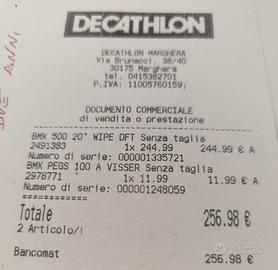 DECATHLON
DECATHLON MARGHERA
Via Brunacci, 38/40
30175 Marghera
tel. 0415382701
P.IVA: 11005760159;
DUE ANNI
DOCUMENTO COMMERCIALE
di vendita o prestazione
BMX 500 20" WIPE DFT Senza taglia
2491383 1x 244.99 244.99 € A
Numero di serie: 000001335721
BMX PEGS 100 A VISSER Senza taglia
2978771 1x 11.99 11.99 € A
Numero di serie: 000001248059
Totale 256.98 €
2 Articolo/i
Bancomat 256.98 €
subito